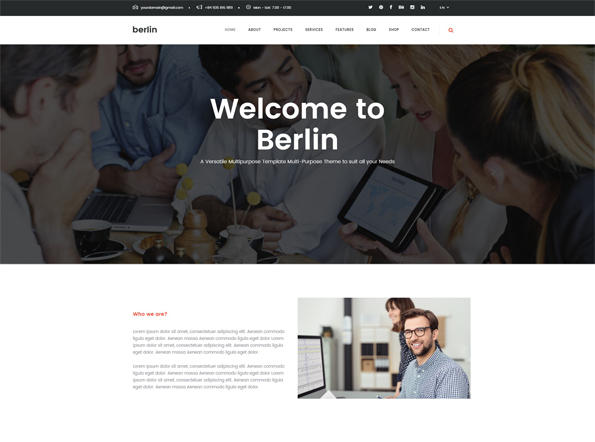 yourdomain@gmail.com • +84 935 816 989 • Mon - Sat: 7:00 - 17:00 EN
berlin HOME ABOUT PROJECTS SERVICES FEATURES BLOG SHOP CONTACT
Welcome to
Berlin
A Versatile Multipurpose Template Multi-Purpose Theme to suit all your Needs
Who we are?
Lorem ipsum dolor sit amet, consectetuer adipiscing elit. Aenean commodo
ligula eget dolor. Aenean massa Aenean commodo ligula eget dolor Lorem
ipsum dolor sit amet, consectetuer adipiscing elit. Aenean commodo ligula
eget dolor. Aenean massa Aenean commodo ligula eget dolor
Lorem ipsum dolor sit amet, consectetuer adipiscing elit. Aenean commodo
ligula eget dolor. Aenean massa Aenean commodo ligula eget dolor Lorem
ipsum dolor sit amet, consectetuer adipiscing elit. Aenean commodo ligula
eget dolor. Aenean massa Aenean commodo ligula eget dolor